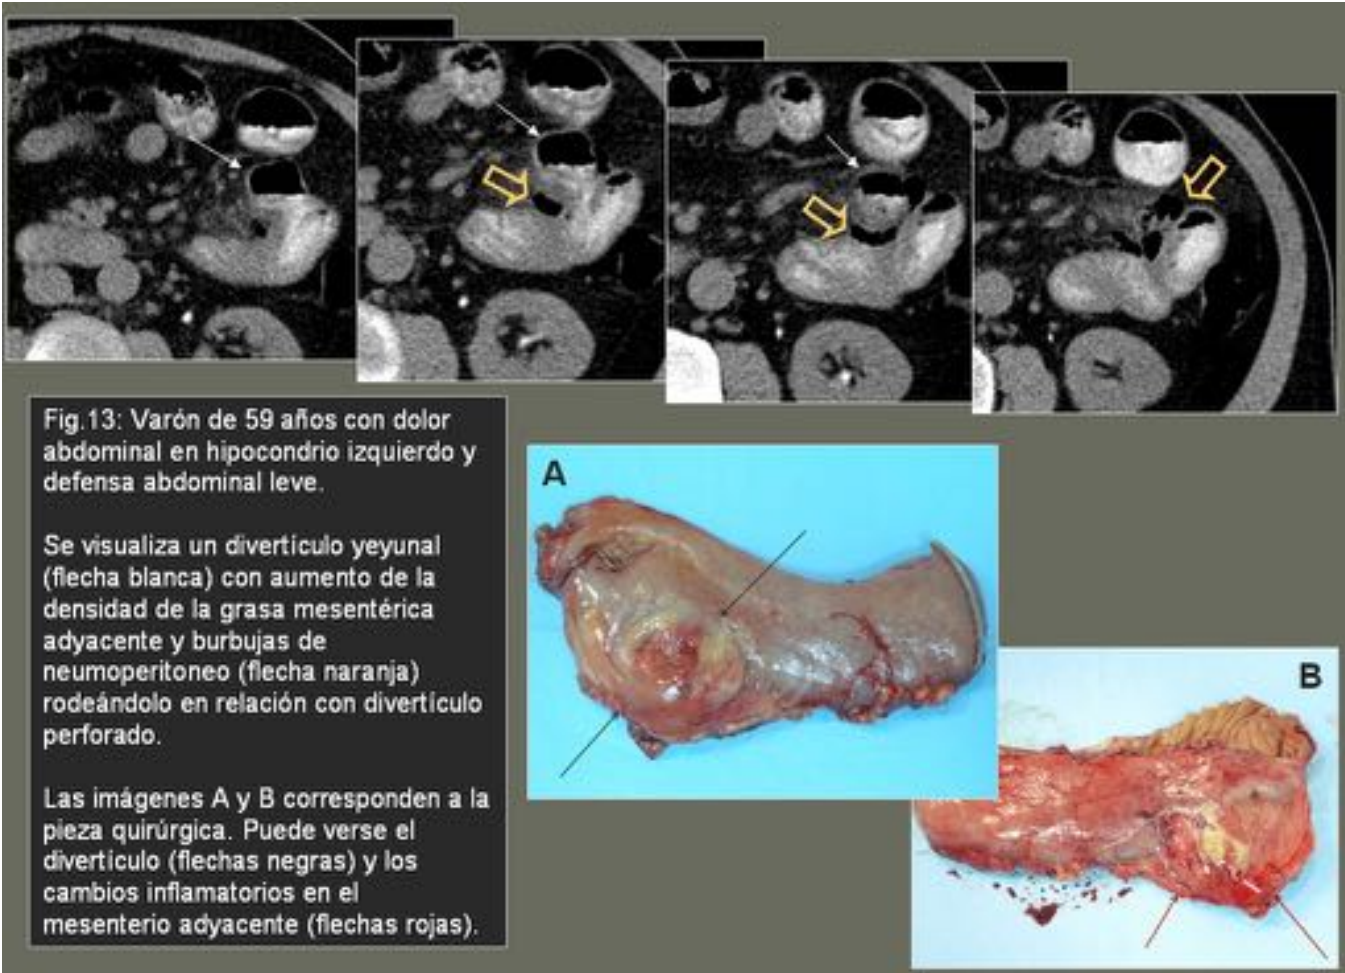 Fig.13: Varón de 59 años con dolor
abdominal en hipocondrio izquierdo y
defensa abdominal leve.
Se visualiza un divertículo yeyunal
(flecha blanca) con aumento de la
densidad de la grasa mesentérica
adyacente y burbujas de
neumoperitoneo (flecha naranja)
rodeándolo en relación con divertículo
perforado.
Las imágenes A y B corresponden a la
pieza quirúrgica. Puede verse el
divertículo (flechas negras) y los
cambios inflamatorios en el
mesenterio adyacente (flechas rojas).
A
B